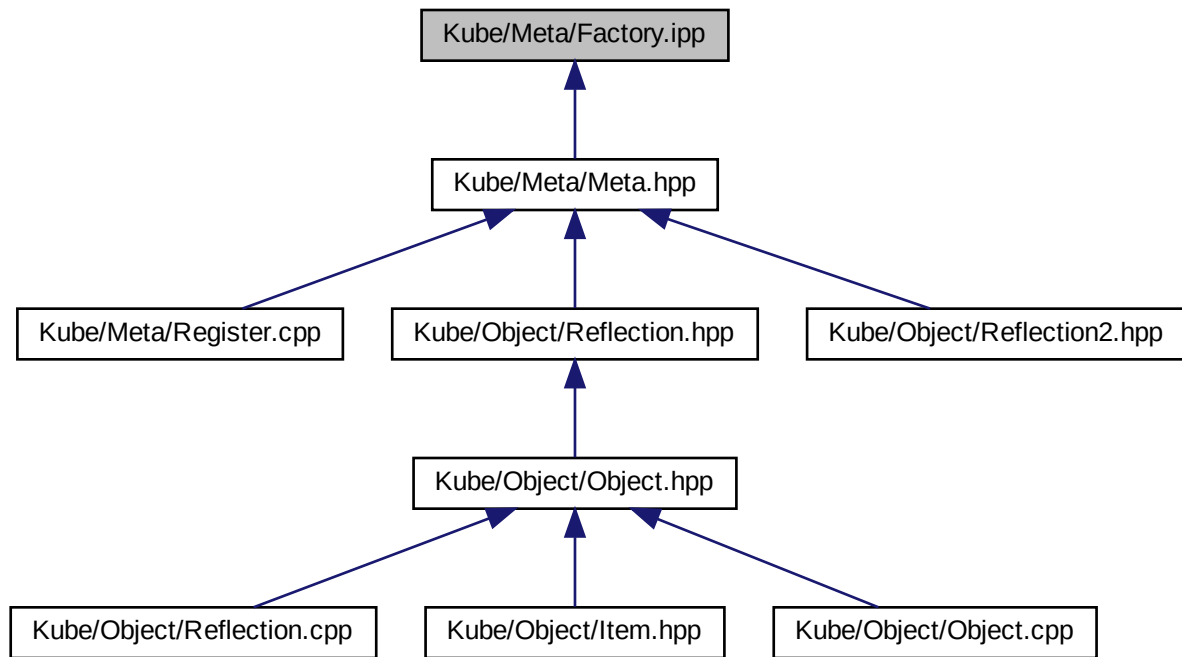 Kube/Meta/Factory.ipp
Kube/Meta/Meta.hpp
Kube/Meta/Register.cpp
Kube/Object/Reflection.hpp
Kube/Object/Reflection2.hpp
Kube/Object/Object.hpp
Kube/Object/Reflection.cpp
Kube/Object/Item.hpp
Kube/Object/Object.cpp